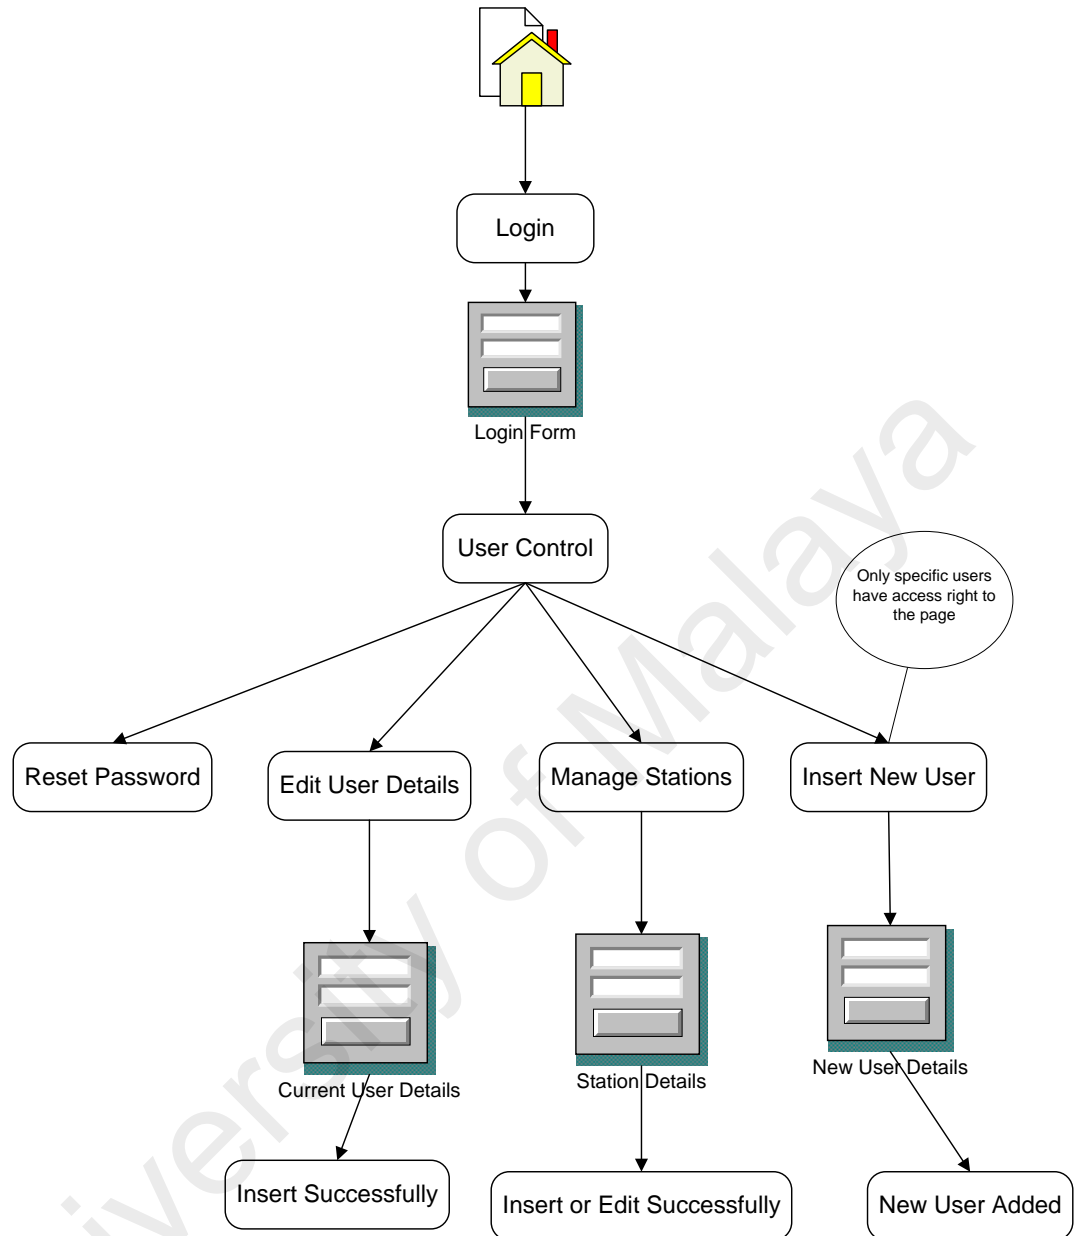 Login
Login Form
User Control
Only specific users
have access right to
the page
Reset Password
Edit User Details
Manage Stations
Insert New User
Current User Details
Station Details
New User Details
Insert Successfully
Insert or Edit Successfully
New User Added
University of Malaya